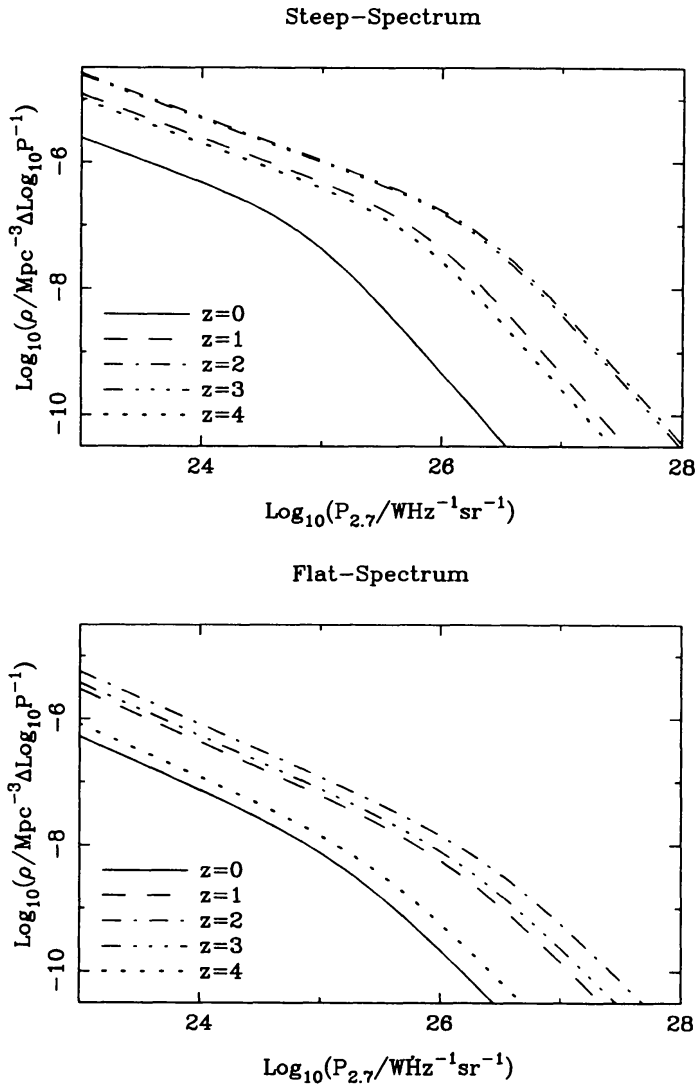 Steep-Spectrum
Log₁₀(ρ/Mpc⁻³ΔLog₁₀P⁻¹)
-6
-8
-10
z=0
z=1
z=2
z=3
z=4
24
26
28
Log₁₀(P₂.₇/WHz⁻¹sr⁻¹)
Flat-Spectrum
Log₁₀(ρ/Mpc⁻³ΔLog₁₀P⁻¹)
-6
-8
-10
z=0
z=1
z=2
z=3
z=4
24
26
28
Log₁₀(P₂.₇/WHz⁻¹sr⁻¹)